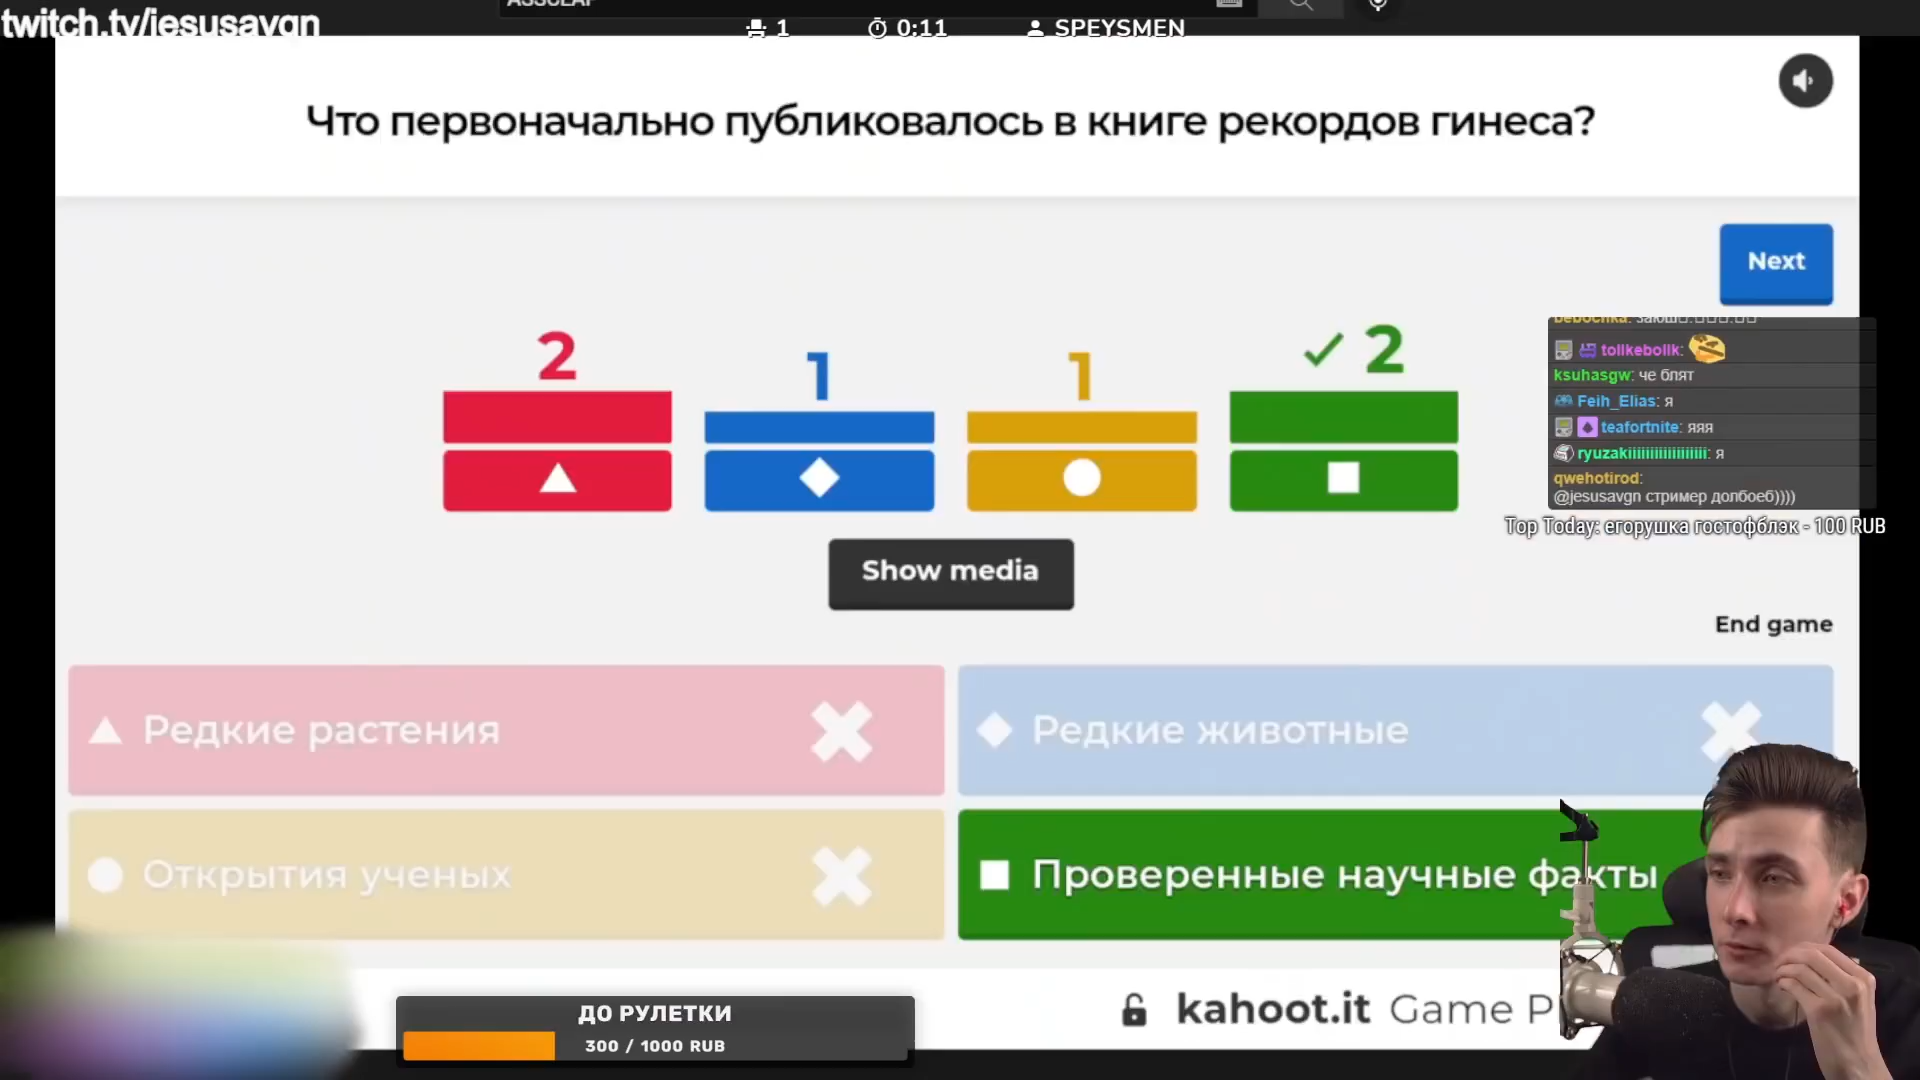 twitch.tv/jesusavgn
1
0:11
SPEYSMEN
Что первоначально публиковалось в книге рекордов гинеса?
Next
2
1
1
2
tollkebolik:
ksuhasgw: че блят
Feih_Elias: я
teafortnite: яяя
ryuzakiiiiiiiiiiiiiiiiii: я
qwehotirod:
@jesusavgn стример долбоеб))))
Top Today: егорушка гостофблэк - 100 RUB
Show media
End game
Редкие растения
Редкие животные
Открытия ученых
Проверенные научные факты
kahoot.it Game P
ДО РУЛЕТКИ
300 / 1000 RUB